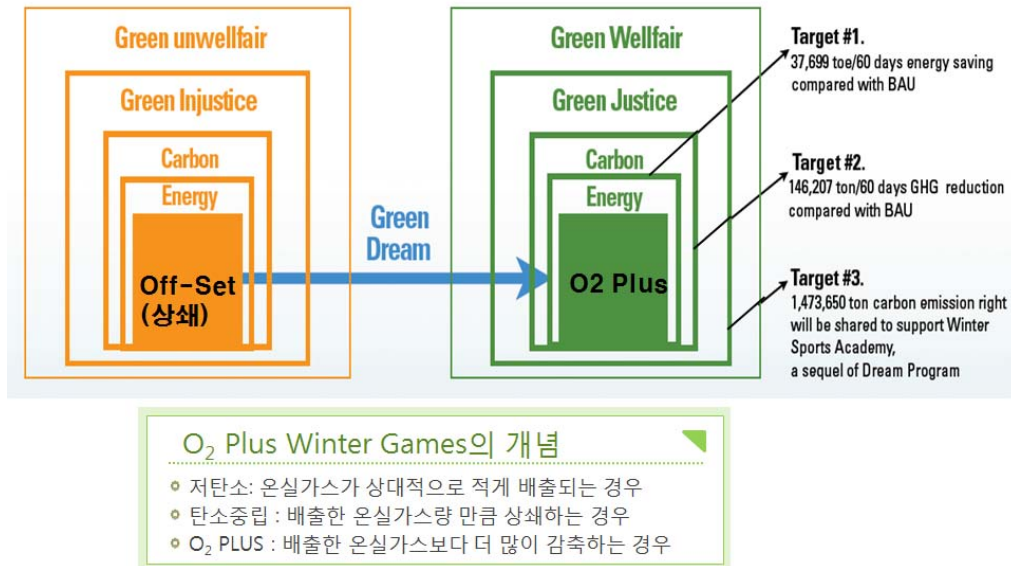 Green unwellfair
Green Injustice
Carbon
Energy
Off-Set
(상쇄)
Green
Dream
Green Wellfair
Green Justice
Carbon
Energy
O2 Plus
Target #1.
37,699 toe/60 days energy saving
compared with BAU
Target #2.
146,207 ton/60 days GHG reduction
compared with BAU
Target #3.
1,473,650 ton carbon emission right
will be shared to support Winter
Sports Academy,
a sequel of Dream Program
O₂ Plus Winter Games의 개념
저탄소: 온실가스가 상대적으로 적게 배출되는 경우
탄소중립 : 배출한 온실가스량 만큼 상쇄하는 경우
O₂ PLUS : 배출한 온실가스보다 더 많이 감축하는 경우